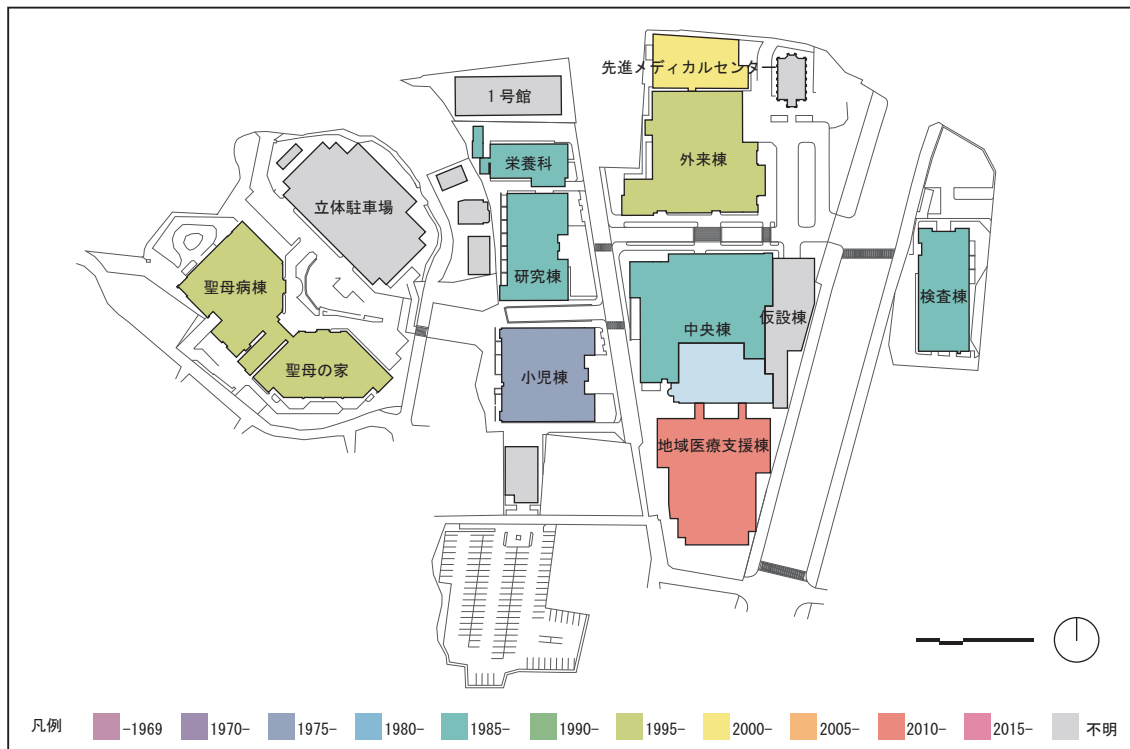 先進メディカルセンター
1号館
外来棟
栄養科
立体駐車場
研究棟
聖母病棟
検査棟
仮設棟
中央棟
聖母の家
小児棟
地域医療支援棟
凡例
-1969
1970-
1975-
1980-
1985-
1990-
1995-
2000-
2005-
2010-
2015-
不明